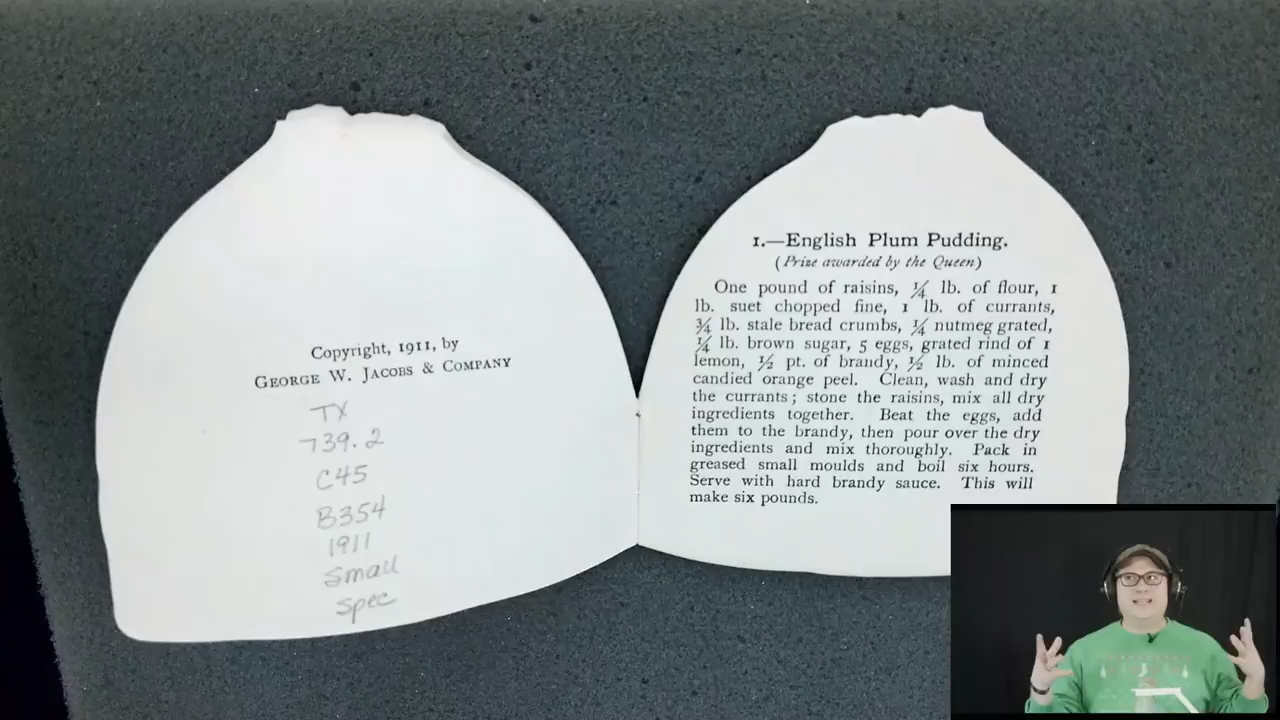 Copyright, 1911, by
GEORGE W. JACOBS & COMPANY
TX
739.2
C45
B354
1911
Small
Spec
1.—English Plum Pudding.
(Prize awarded by the Queen)
One pound of raisins, ¼ lb. of flour, 1
lb. suet chopped fine, 1 lb. of currants,
¾ lb. stale bread crumbs, ¼ nutmeg grated,
¼ lb. brown sugar, 5 eggs, grated rind of 1
lemon, ½ pt. of brandy, ½ lb. of minced
candied orange peel. Clean, wash and dry
the currants; stone the raisins, mix all dry
ingredients together. Beat the eggs, add
them to the brandy, then pour over the dry
ingredients and mix thoroughly. Pack in
greased small moulds and boil six hours.
Serve with hard brandy sauce. This will
make six pounds.